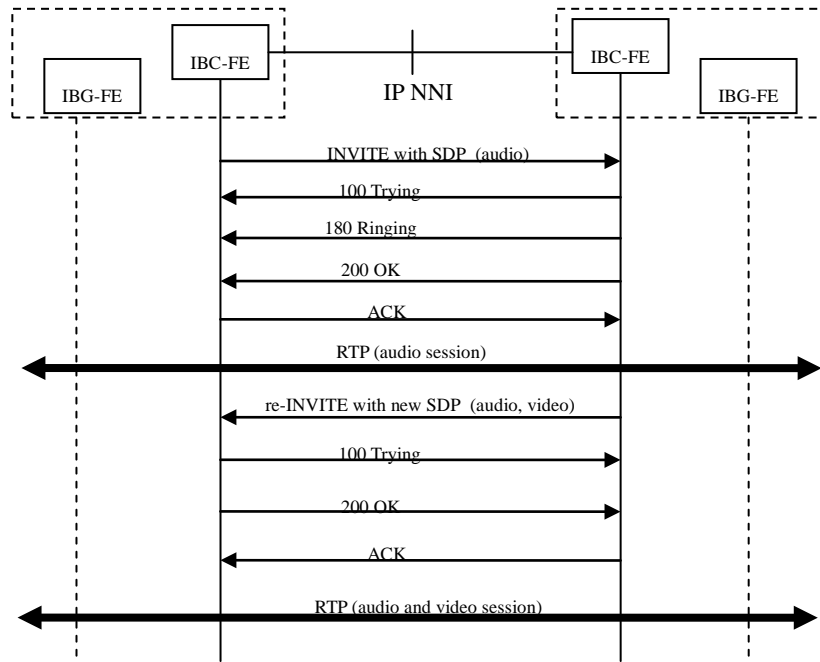 IBC-FE
IBC-FE
IBG-FE
IP NNI
IBG-FE
INVITE with SDP (audio)
100 Trying
180 Ringing
200 OK
ACK
RTP (audio session)
re-INVITE with new SDP (audio, video)
100 Trying
200 OK
ACK
RTP (audio and video session)